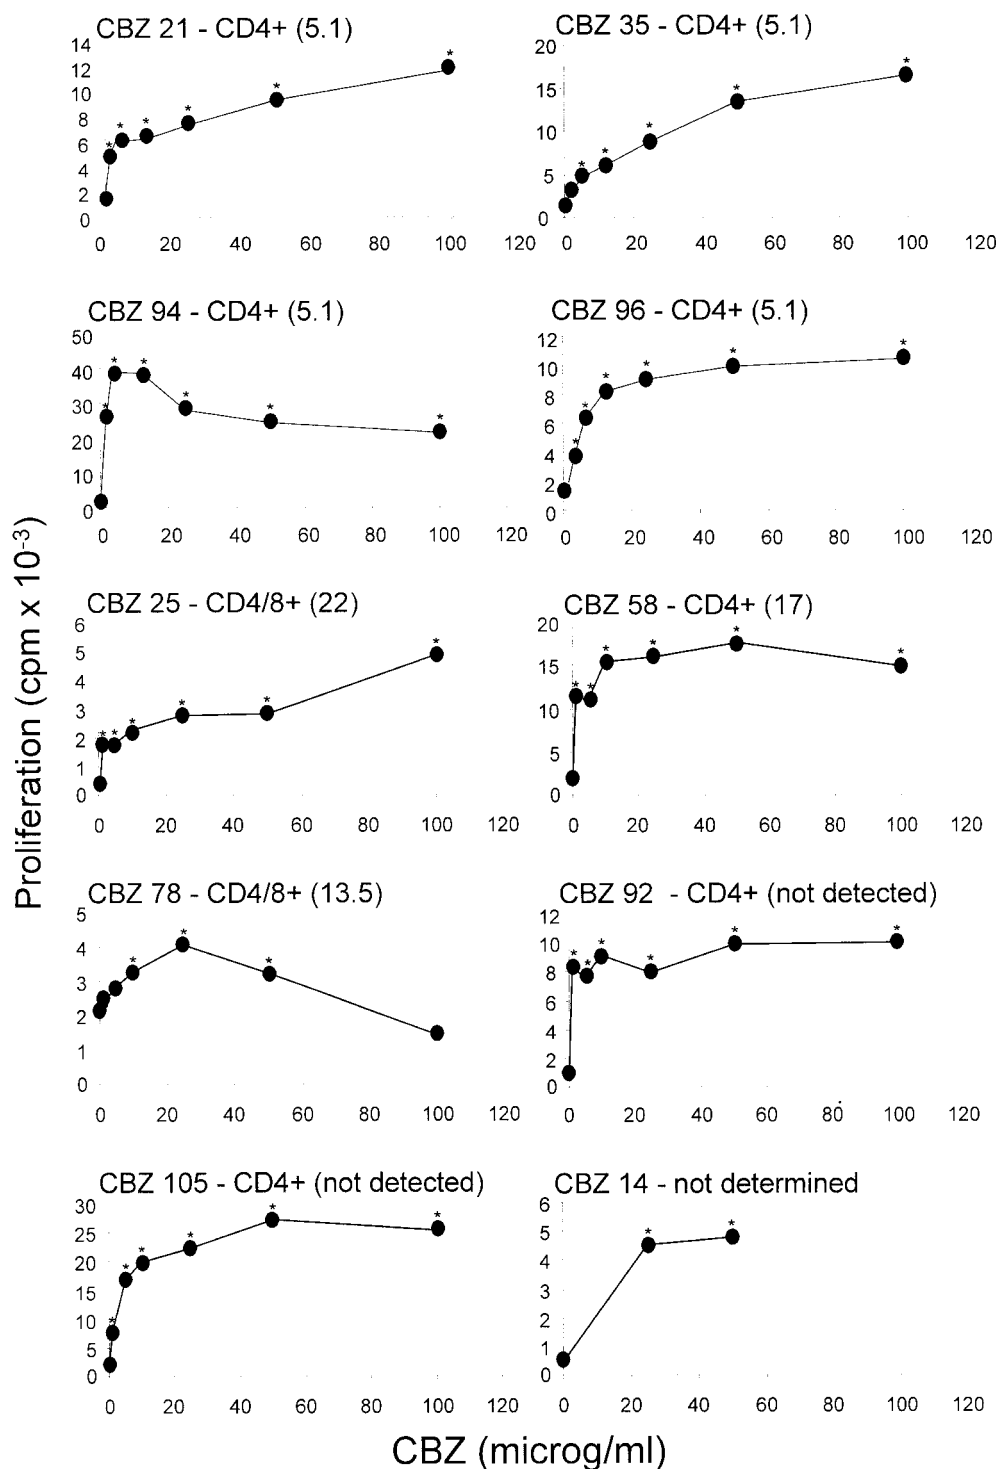 CBZ 21 - CD4+ (5.1)
14
12
10
8
6
4
2
0
0 20 40 60 80 100 120
* * * * * * *
CBZ 35 - CD4+ (5.1)
20
15
10
5
0
0 20 40 60 80 100 120
* * * * *
CBZ 94 - CD4+ (5.1)
50
40
30
20
10
0
0 20 40 60 80 100 120
* * * * * *
CBZ 96 - CD4+ (5.1)
12
10
8
6
4
2
0
0 20 40 60 80 100 120
* * * * * *
CBZ 25 - CD4/8+ (22)
6
5
4
3
2
1
0
0 20 40 60 80 100 120
* * * * * *
CBZ 58 - CD4+ (17)
20
15
10
5
0
0 20 40 60 80 100 120
* * * * * *
CBZ 78 - CD4/8+ (13.5)
5
4
3
2
1
0
0 20 40 60 80 100 120
* * *
CBZ 92 - CD4+ (not detected)
12
10
8
6
4
2
0
0 20 40 60 80 100 120
* * * * * *
CBZ 105 - CD4+ (not detected)
30
25
20
15
10
5
0
0 20 40 60 80 100 120
* * * * * *
CBZ 14 - not determined
6
5
4
3
2
1
0
0 20 40 60 80 100 120
* *
Proliferation (cpm x 10-3)
CBZ (microg/ml)